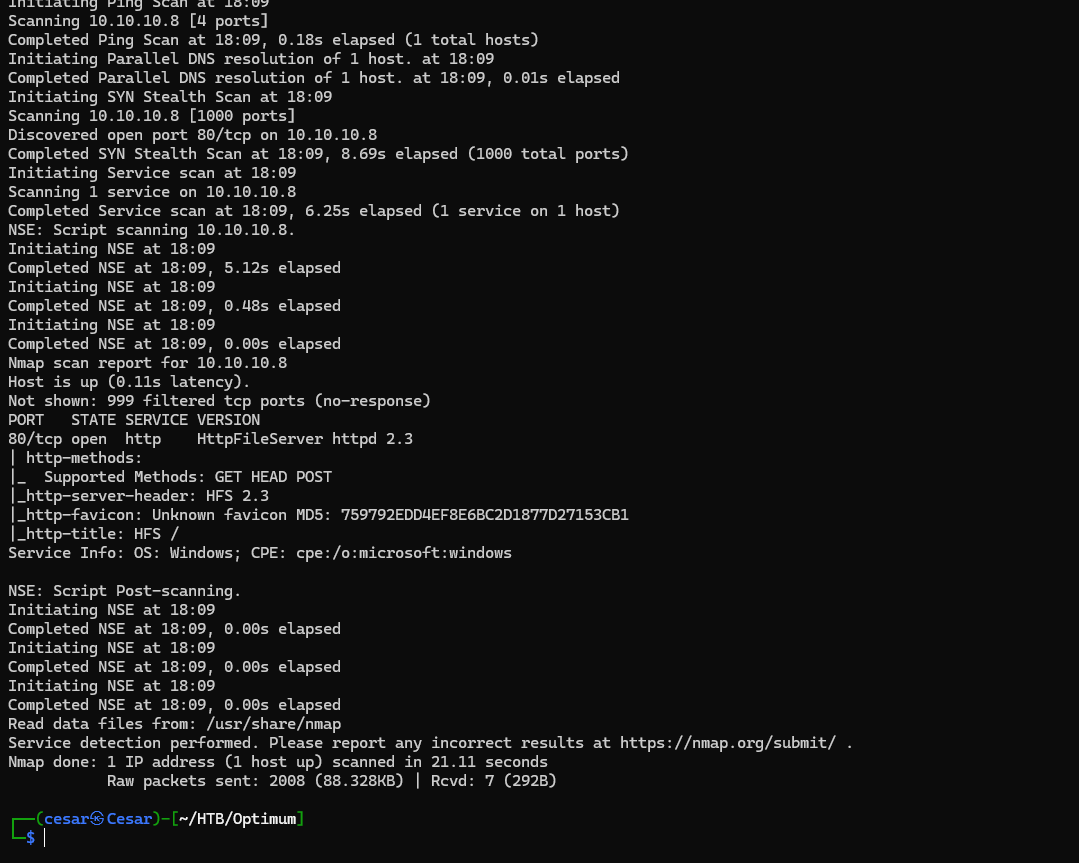 Initiating Ping Scan at 18:09
Scanning 10.10.10.8 [4 ports]
Completed Ping Scan at 18:09, 0.18s elapsed (1 total hosts)
Initiating Parallel DNS resolution of 1 host. at 18:09
Completed Parallel DNS resolution of 1 host. at 18:09, 0.01s elapsed
Initiating SYN Stealth Scan at 18:09
Scanning 10.10.10.8 [1000 ports]
Discovered open port 80/tcp on 10.10.10.8
Completed SYN Stealth Scan at 18:09, 8.69s elapsed (1000 total ports)
Initiating Service scan at 18:09
Scanning 1 service on 10.10.10.8
Completed Service scan at 18:09, 6.25s elapsed (1 service on 1 host)
NSE: Script scanning 10.10.10.8.
Initiating NSE at 18:09
Completed NSE at 18:09, 5.12s elapsed
Initiating NSE at 18:09
Completed NSE at 18:09, 0.48s elapsed
Initiating NSE at 18:09
Completed NSE at 18:09, 0.00s elapsed
Nmap scan report for 10.10.10.8
Host is up (0.11s latency).
Not shown: 999 filtered tcp ports (no-response)
PORT   STATE SERVICE VERSION
80/tcp open  http    HttpFileServer httpd 2.3
| http-methods:
|_  Supported Methods: GET HEAD POST
|_http-server-header: HFS 2.3
|_http-favicon: Unknown favicon MD5: 759792EDD4EF8E6BC2D1877D27153CB1
|_http-title: HFS /
Service Info: OS: Windows; CPE: cpe:/o:microsoft:windows
NSE: Script Post-scanning.
Initiating NSE at 18:09
Completed NSE at 18:09, 0.00s elapsed
Initiating NSE at 18:09
Completed NSE at 18:09, 0.00s elapsed
Initiating NSE at 18:09
Completed NSE at 18:09, 0.00s elapsed
Read data files from: /usr/share/nmap
Service detection performed. Please report any incorrect results at https://nmap.org/submit/ .
Nmap done: 1 IP address (1 host up) scanned in 21.11 seconds
           Raw packets sent: 2008 (88.328KB) | Rcvd: 7 (292B)
┌──(cesar㉿Cesar)-[~/HTB/Optimum]
└─$